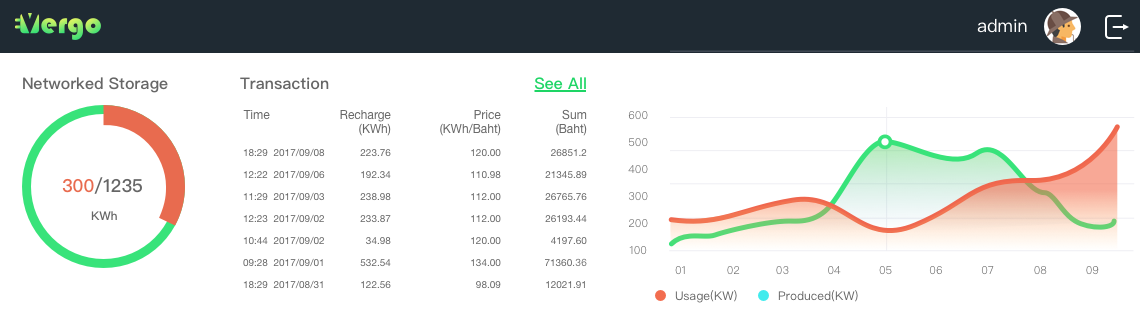 Vergo
admin
Networked Storage
300/1235
KWh
Transaction See All
Time Recharge (KWh) Price (KWh/Baht) Sum (Baht)
18:29 2017/09/08 223.76 120.00 26851.2
12:22 2017/09/06 192.34 110.98 21345.89
11:29 2017/09/03 238.98 112.00 26765.76
12:23 2017/09/02 233.87 112.00 26193.44
10:44 2017/09/02 34.98 120.00 4197.60
09:28 2017/09/01 532.54 134.00 71360.36
18:29 2017/08/31 122.56 98.09 12021.91
600
500
400
300
200
100
01 02 03 04 05 06 07 08 09
Usage(KW) Produced(KW)